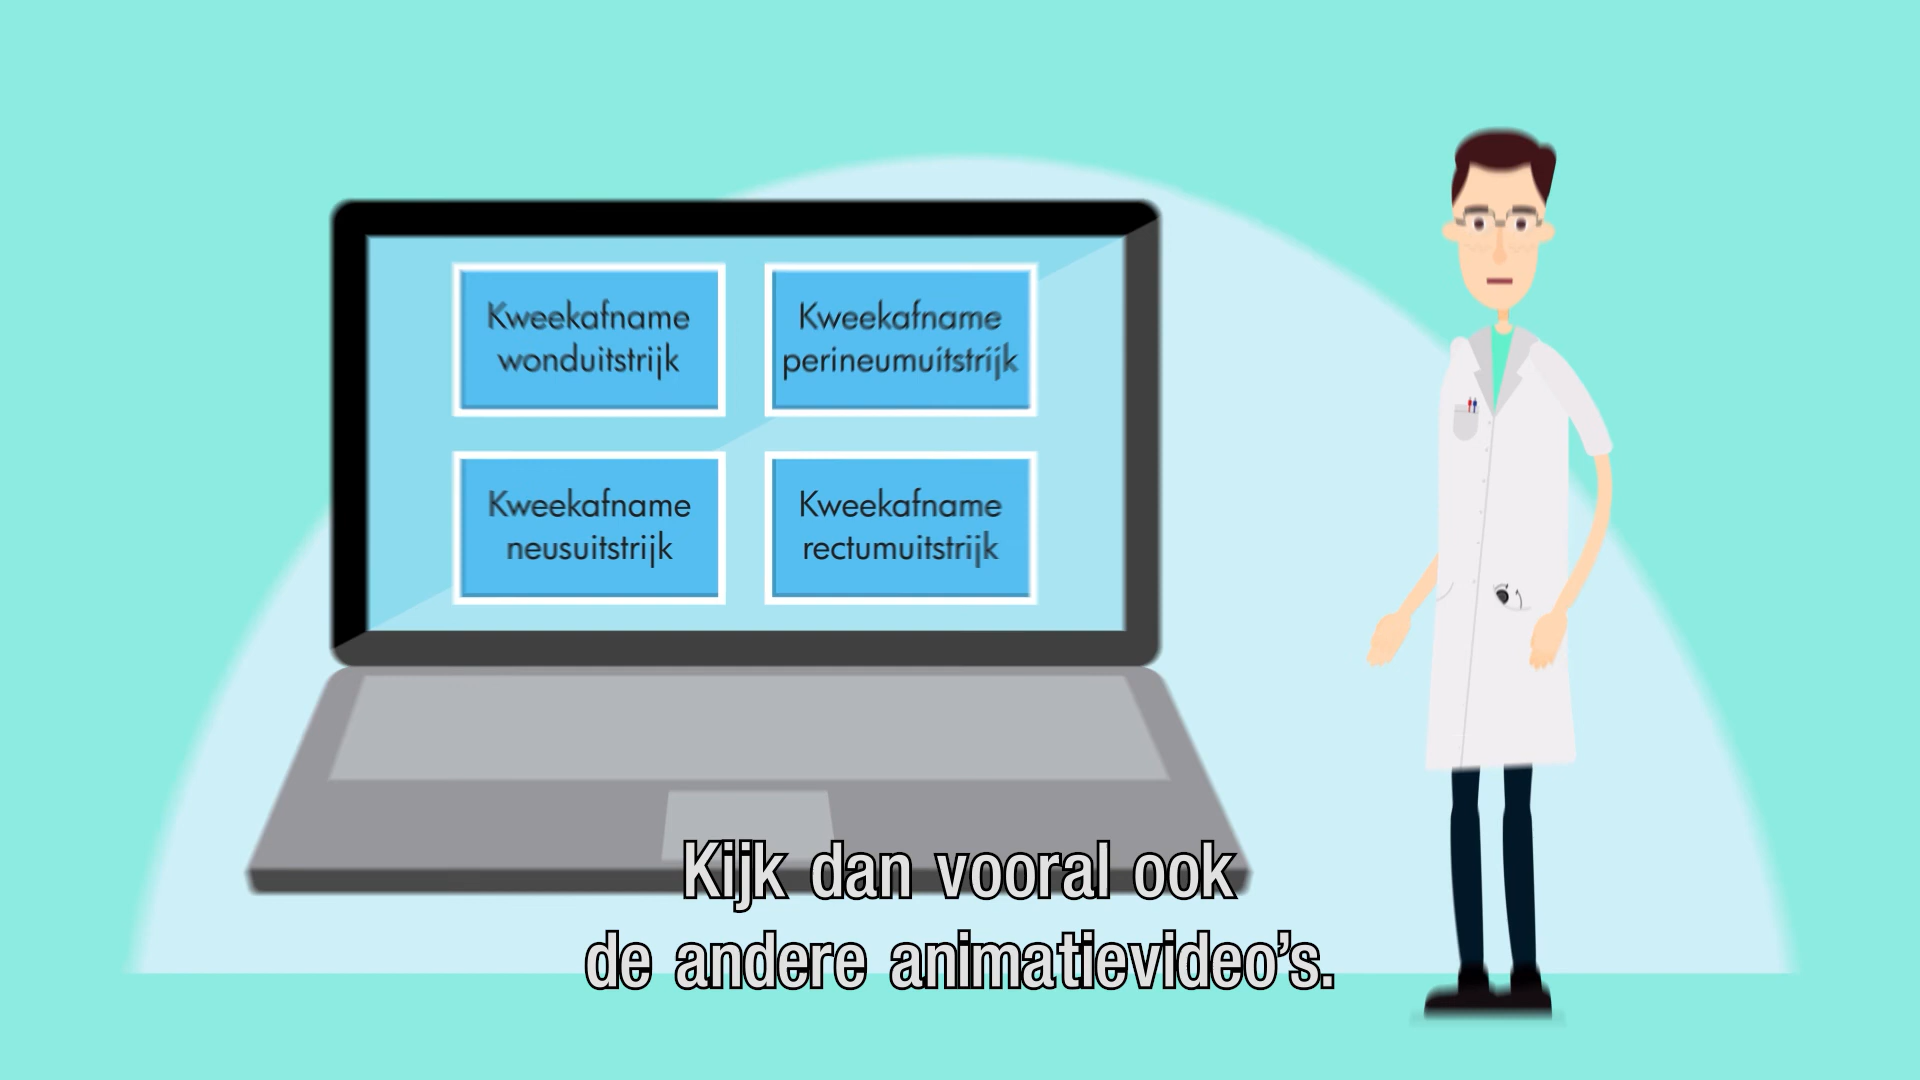 Kweekafname
wonduitstrijk
Kweekafname
perineumuitstrijk
Kweekafname
neusuitstrijk
Kweekafname
rectumuitstrijk
Kijk dan vooral ook
de andere animatievideo's.